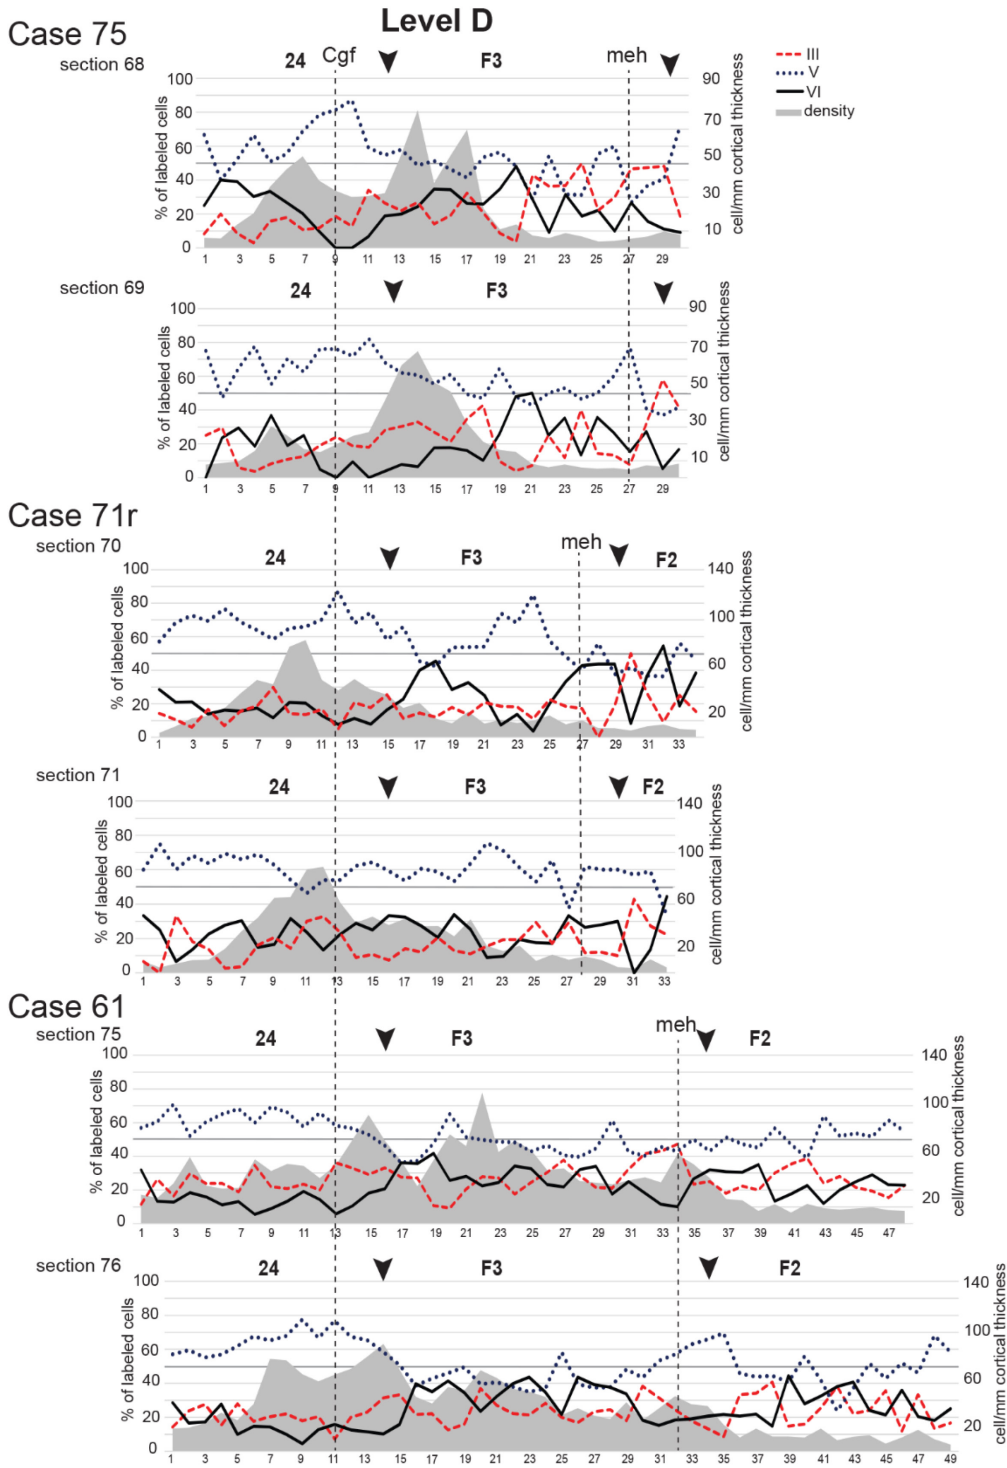 Level D
Case 75
section 68
24 Cgf F3 meh
III
V
VI
density
% of labeled cells
100
80
60
40
20
0
90
70
50
30
10
cell/mm cortical thickness
1 3 5 7 9 11 13 15 17 19 21 23 25 27 29
section 69
24 F3
% of labeled cells
100
80
60
40
20
0
90
70
50
30
10
cell/mm cortical thickness
1 3 5 7 9 11 13 15 17 19 21 23 25 27 29
Case 71r
section 70
24 F3 meh F2
% of labeled cells
100
80
60
40
20
0
140
100
60
20
cell/mm cortical thickness
1 3 5 7 9 11 13 15 17 19 21 23 25 27 29 31 33
section 71
24 F3 F2
% of labeled cells
100
80
60
40
20
0
140
100
60
20
cell/mm cortical thickness
1 3 5 7 9 11 13 15 17 19 21 23 25 27 29 31 33
Case 61
section 75
24 F3 meh F2
% of labeled cells
100
80
60
40
20
0
140
100
60
20
cell/mm cortical thickness
1 3 5 7 9 11 13 15 17 19 21 23 25 27 29 31 33 35 37 39 41 43 45 47
section 76
24 F3 F2
% of labeled cells
100
80
60
40
20
0
140
100
60
20
cell/mm cortical thickness
1 3 5 7 9 11 13 15 17 19 21 23 25 27 29 31 33 35 37 39 41 43 45 47 49